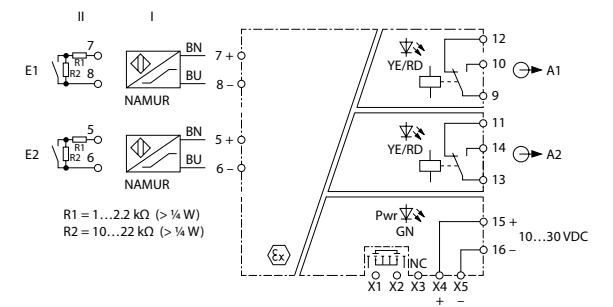 II I
E1
7
R1
R2 8
BN
BU
7 +
8 –
NAMUR
YE/RD
12
10
9
A1
E2
5
R1
R2 6
BN
BU
5 +
6 –
NAMUR
YE/RD
11
14
13
A2
R1 = 1…2.2 kΩ (> ¼ W)
R2 = 10…22 kΩ (> ¼ W)
Ex
Pwr
GN
15 +
16 –
10…30 VDC
NC
X1 X2 X3 X4 X5
+ –